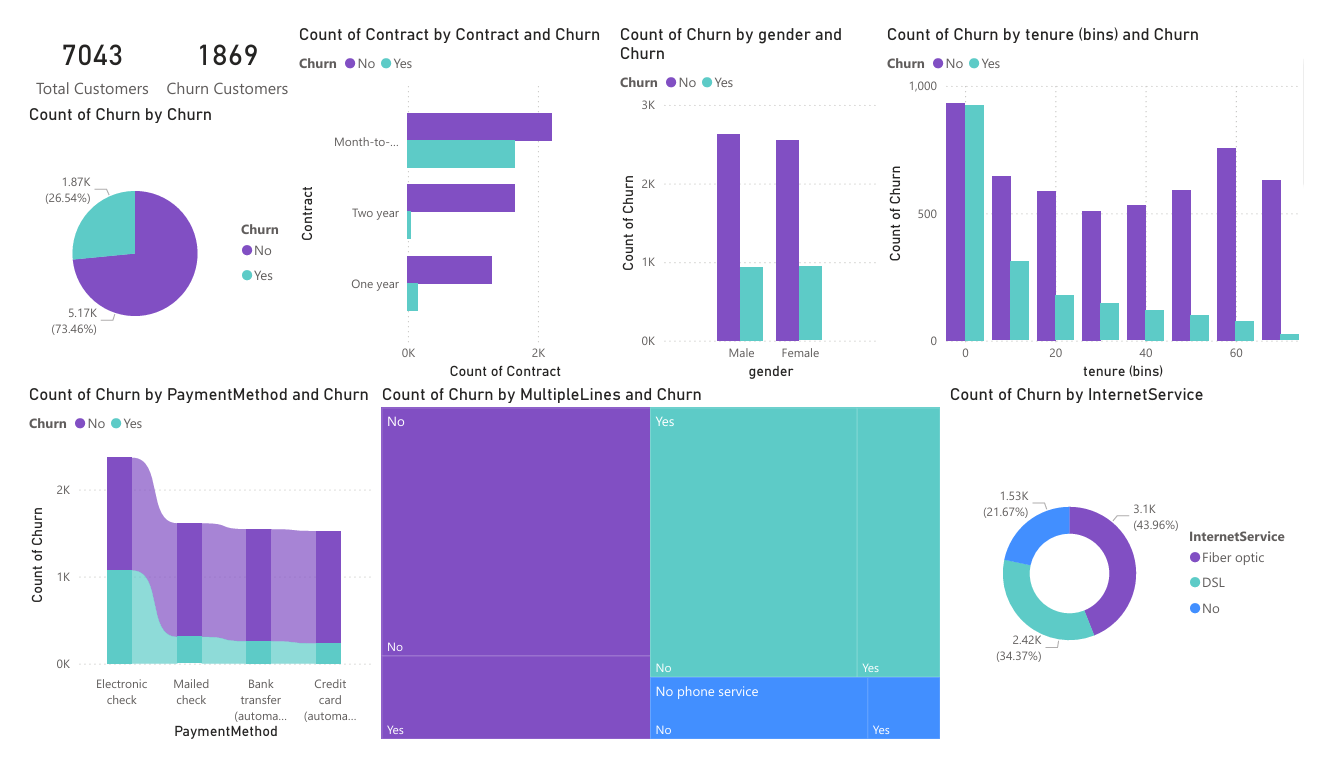 7043
Total Customers
1869
Churn Customers
Count of Churn by Churn
1.87K
(26.54%)
5.17K
(73.46%)
Churn
No
Yes
Count of Contract by Contract and Churn
Churn No Yes
Contract
Month-to-...
Two year
One year
0K 2K
Count of Contract
Count of Churn by gender and
Churn
Churn No Yes
Count of Churn
3K
2K
1K
0K
Male Female
gender
Count of Churn by tenure (bins) and Churn
Churn No Yes
Count of Churn
1,000
500
0
0 20 40 60
tenure (bins)
Count of Churn by PaymentMethod and Churn
Churn No Yes
Count of Churn
2K
1K
0K
Electronic
check
Mailed
check
Bank
transfer
(automa...
Credit
card
(automa...
PaymentMethod
Count of Churn by MultipleLines and Churn
No
No
Yes
Yes
No
Yes
No phone service
No
Yes
Count of Churn by InternetService
1.53K
(21.67%)
3.1K
(43.96%)
2.42K
(34.37%)
InternetService
Fiber optic
DSL
No